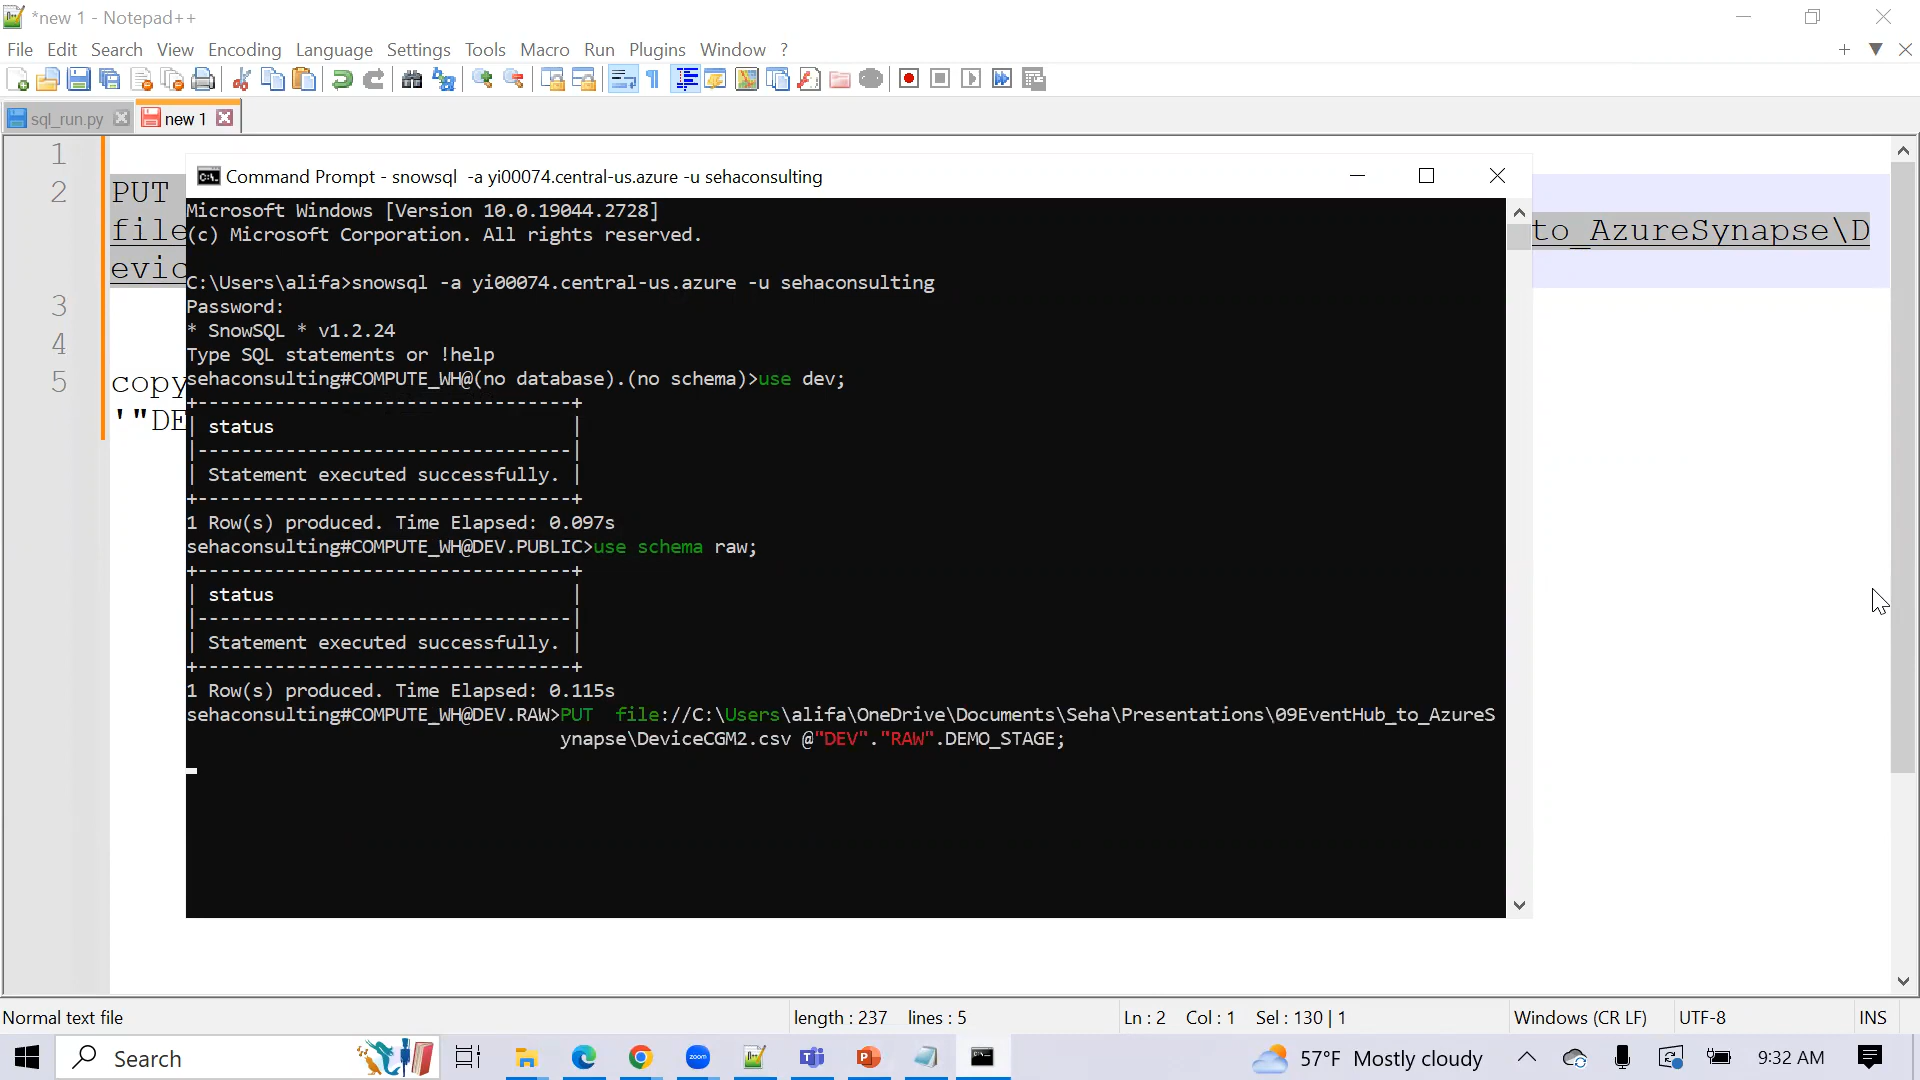 *new 1 - Notepad++
File Edit Search View Encoding Language Settings Tools Macro Run Plugins Window ?
sql_run.py new 1
1
2 PUT
file to_AzureSynapse\D
evic
3
4
5 copy
'"DE
Command Prompt - snowsql -a yi00074.central-us.azure -u sehaconsulting
Microsoft Windows [Version 10.0.19044.2728]
(c) Microsoft Corporation. All rights reserved.
C:\Users\alifa>snowsql -a yi00074.central-us.azure -u sehaconsulting
Password:
* SnowSQL * v1.2.24
Type SQL statements or !help
sehaconsulting#COMPUTE_WH@(no database).(no schema)>use dev;
+----------------------------------+
| status |
|----------------------------------|
| Statement executed successfully. |
+----------------------------------+
1 Row(s) produced. Time Elapsed: 0.097s
sehaconsulting#COMPUTE_WH@DEV.PUBLIC>use schema raw;
+----------------------------------+
| status |
|----------------------------------|
| Statement executed successfully. |
+----------------------------------+
1 Row(s) produced. Time Elapsed: 0.115s
sehaconsulting#COMPUTE_WH@DEV.RAW>PUT file://C:\Users\alifa\OneDrive\Documents\Seha\Presentations\09EventHub_to_AzureS
ynapse\DeviceCGM2.csv @"DEV"."RAW".DEMO_STAGE;
Normal text file length : 237 lines : 5 Ln : 2 Col : 1 Sel : 130 | 1 Windows (CR LF) UTF-8 INS
Search zoom 57°F Mostly cloudy 9:32 AM